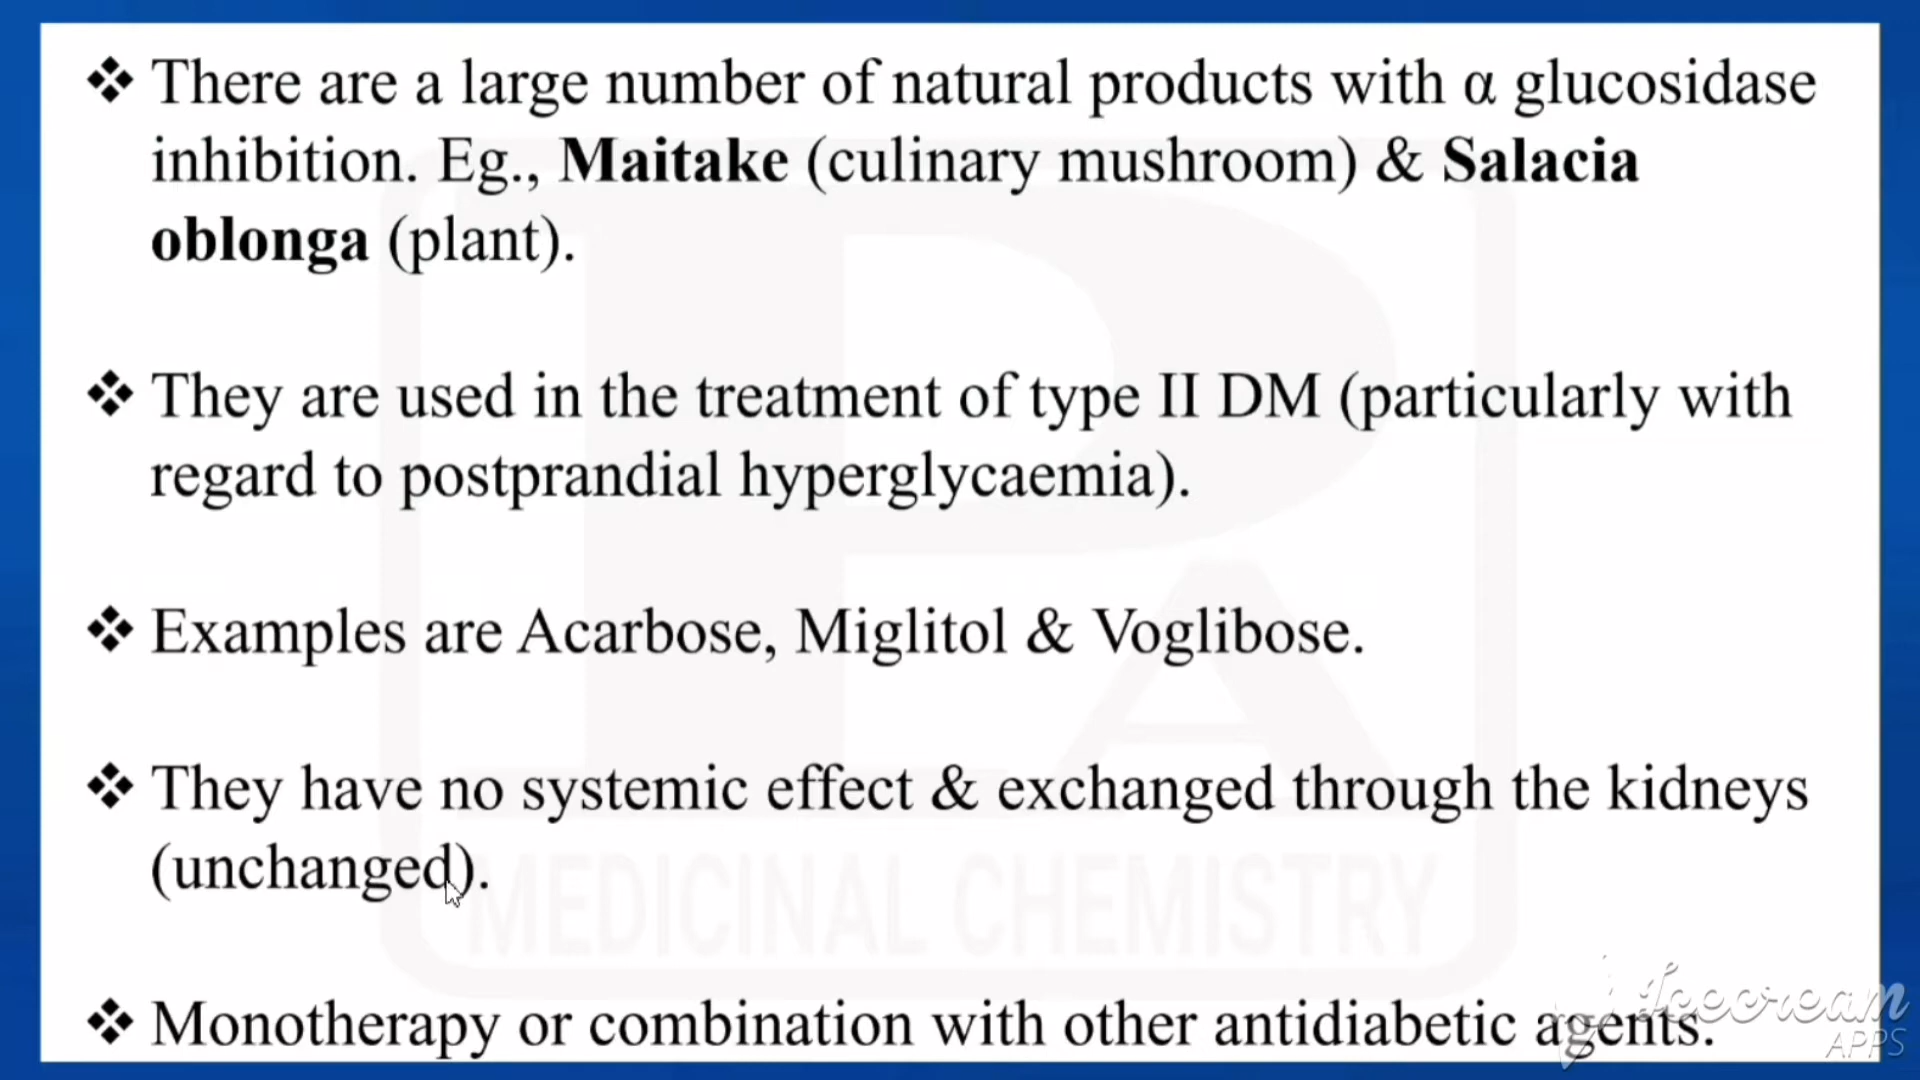 ❖ There are a large number of natural products with α glucosidase
inhibition. Eg., Maitake (culinary mushroom) & Salacia
oblonga (plant).
❖ They are used in the treatment of type II DM (particularly with
regard to postprandial hyperglycaemia).
❖ Examples are Acarbose, Miglitol & Voglibose.
❖ They have no systemic effect & exchanged through the kidneys
(unchanged).
MEDICINAL CHEMISTRY
❖ Monotherapy or combination with other antidiabetic agents.
Icecream
APPS